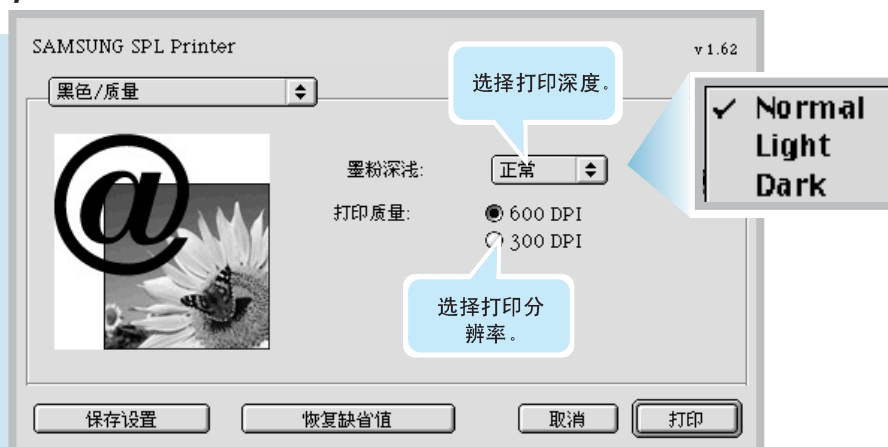 SAMSUNG SPL Printer
v 1.62
黑色/质量
选择打印深度。
墨粉深浅:
正常
✓ Normal
Light
Dark
打印质量:
600 DPI
300 DPI
选择打印分
辨率。
保存设置
恢复缺省值
取消
打印